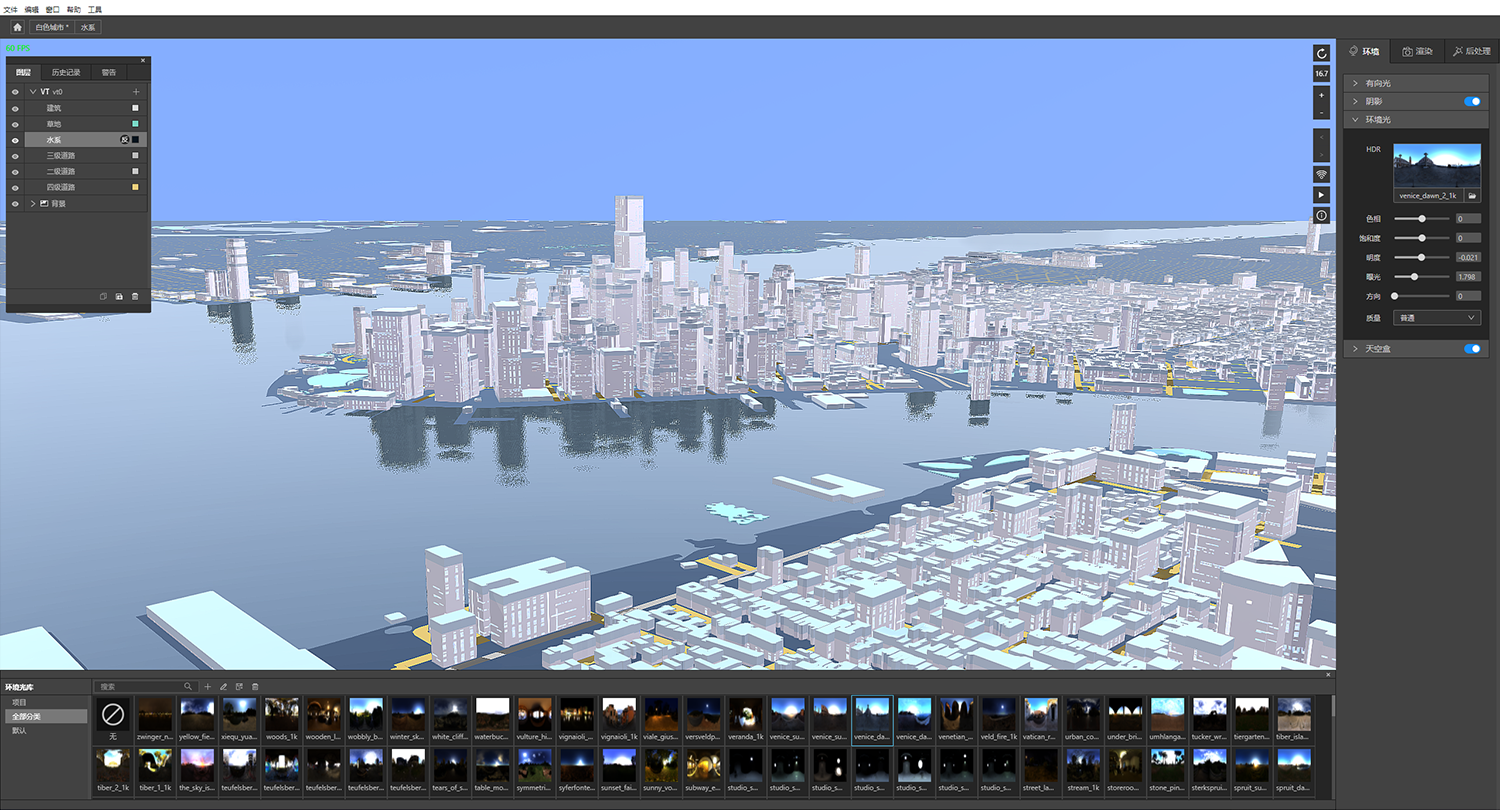 文件 编辑 窗口 帮助 工具
白色城市 * 水系
60 FPS
图层 历史记录 警告
VT vt0
建筑
草地
水系 反
三级道路
二级道路
四级道路
背景
16.7
环境 渲染 后处理
有向光
阴影
环境光
HDR
venice_dawn_2_1k
色相 0
饱和度 0
明度 -0.021
曝光 1.798
方向 0
质量 普通
天空盒
环境光库
搜索
项目
全部分类
默认
无 zwinger_n... yellow_fie... xiequ_yua... woods_1k wooden_l... wobbly_b... winter_sk... white_cliff... waterbuc... vulture_hi... vignaioli_... vignaioli_1k viale_gius... versveldp... veranda_1k venice_su... venice_su... venice_da... venice_da... venetian_... veld_fire_1k vatican_r... urban_co... under_bri... umhlanga... tucker_wr... tiergarten... tiber_isla...
tiber_2_1k tiber_1_1k the_sky_is... teufelsber... teufelsber... teufelsber... teufelsber... teufelsber... tears_of_s... table_mo... symmetri... syferfonte... sunset_fai... sunny_vo... subway_e... studio_s... studio_s... studio_s... studio_s... studio_s... studio_s... studio_s... street_la... stream_1k storeroo... stone_pin... sterkspruit... spruit_su... spruit_da...